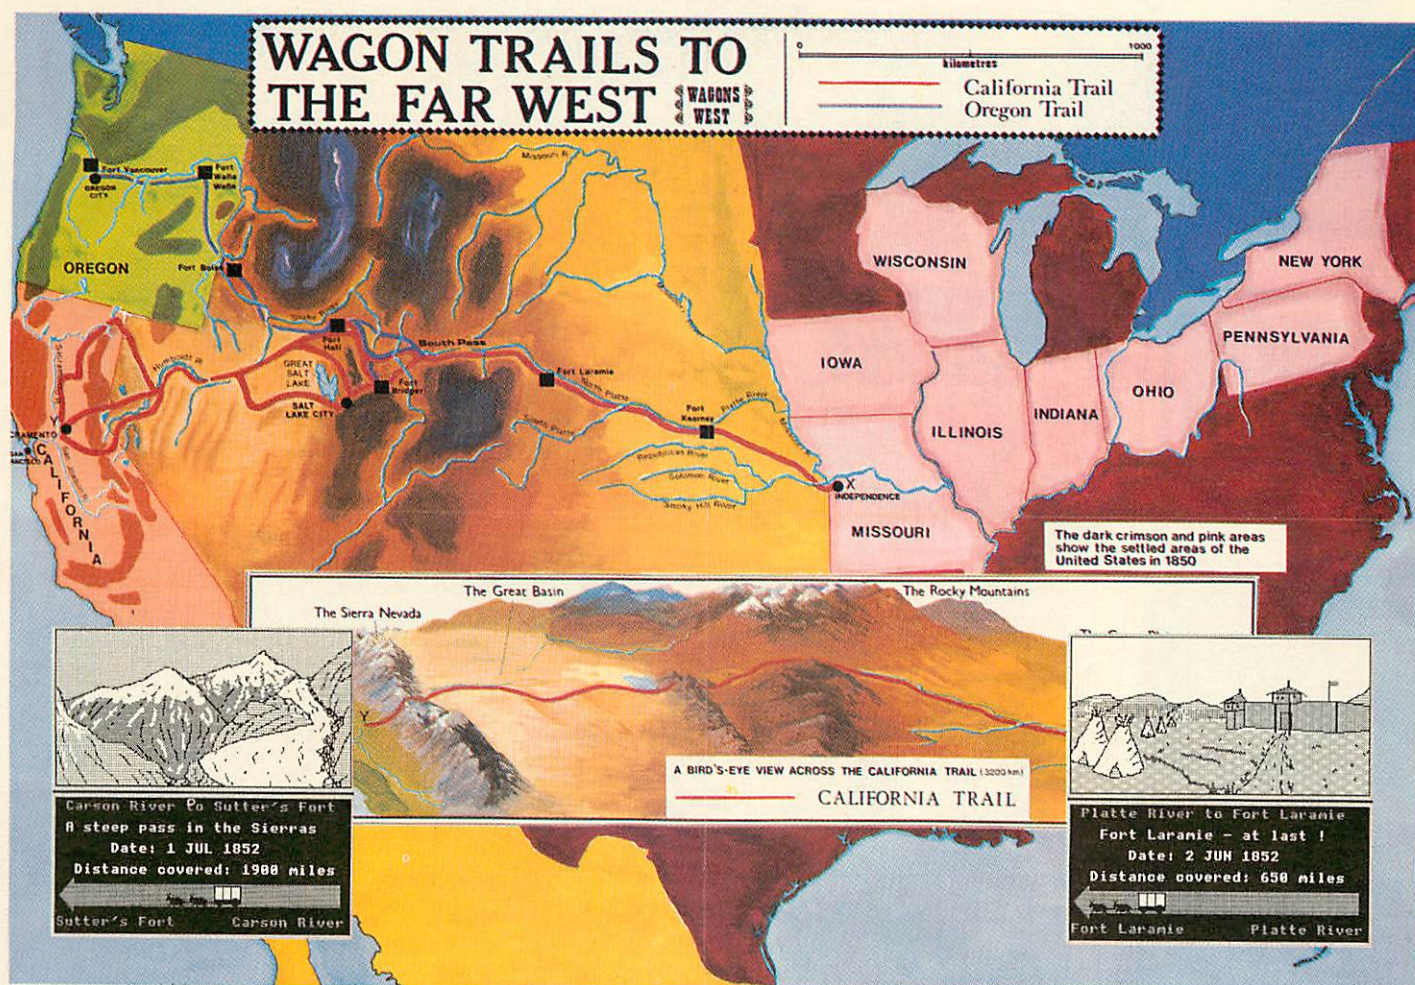 WAGON TRAILS TO
THE FAR WEST
WAGONS
WEST
0 1000
kilometres
California Trail
Oregon Trail
Missouri R.
Fort Vancouver
OREGON
CITY
Fort
Walla
Walla
OREGON
Fort Boise
Snake River
Fort
Hall
South Pass
Humboldt R.
GREAT
SALT
LAKE
SALT
LAKE CITY
Fort
Bridger
Fort Laramie
North Platte
South Platte
Fort
Kearney
Platte River
Missouri R.
Republican River
Solomon River
Smoky Hill River
X
INDEPENDENCE
Y
CALIFORNIA
WISCONSIN
IOWA
ILLINOIS
INDIANA
OHIO
MISSOURI
NEW YORK
PENNSYLVANIA
The dark crimson and pink areas
show the settled areas of the
United States in 1850
The Sierra Nevada
The Great Basin
The Rocky Mountains
Y
A BIRD'S-EYE VIEW ACROSS THE CALIFORNIA TRAIL (3200 km)
CALIFORNIA TRAIL
Carson River to Sutter's Fort
A steep pass in the Sierras
Date: 1 JUL 1852
Distance covered: 1900 miles
Sutter's Fort Carson River
Platte River to Fort Laramie
Fort Laramie - at last !
Date: 2 JUN 1852
Distance covered: 650 miles
Fort Laramie Platte River